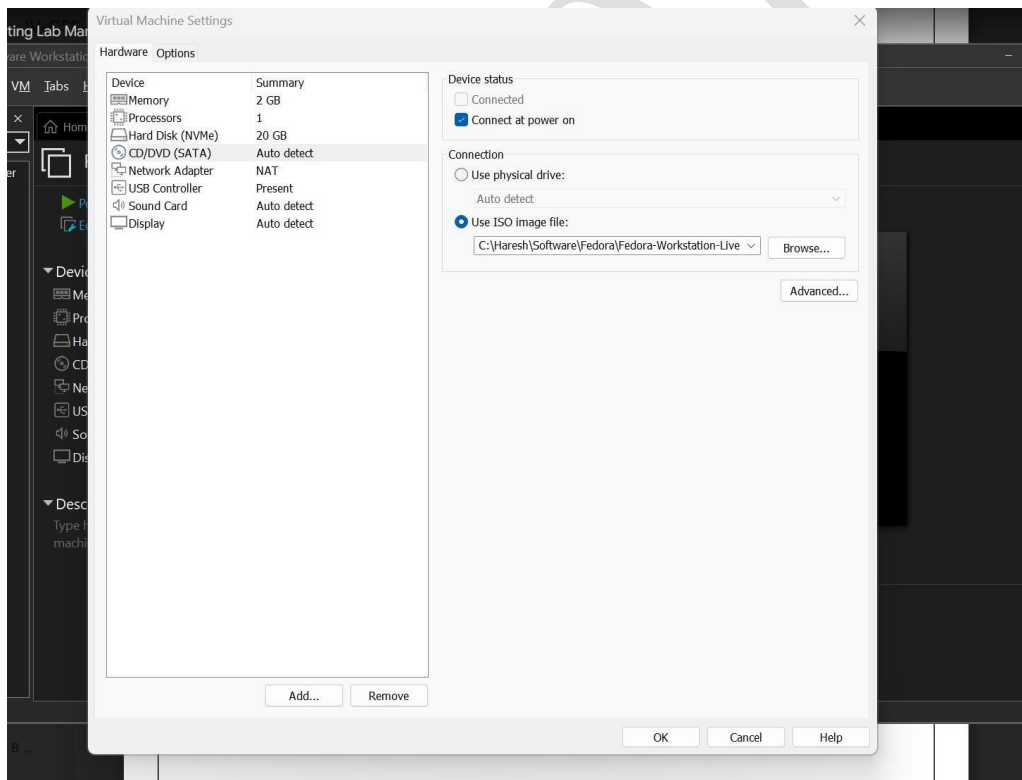 Virtual Machine Settings
ting Lab Mar
are Workstatic
VM Tabs H
Hom
er
Hardware Options
Device Summary
Memory 2 GB
Processors 1
Hard Disk (NVMe) 20 GB
CD/DVD (SATA) Auto detect
Network Adapter NAT
USB Controller Present
Sound Card Auto detect
Display Auto detect
Device status
Connected
Connect at power on
Connection
Use physical drive:
Auto detect
Use ISO image file:
C:\Haresh\Software\Fedora\Fedora-Workstation-Live
Browse...
Advanced...
Devic
Me
Pro
Ha
CD
Ne
US
So
Dis
Desc
Type h
machi
Add... Remove
OK Cancel Help